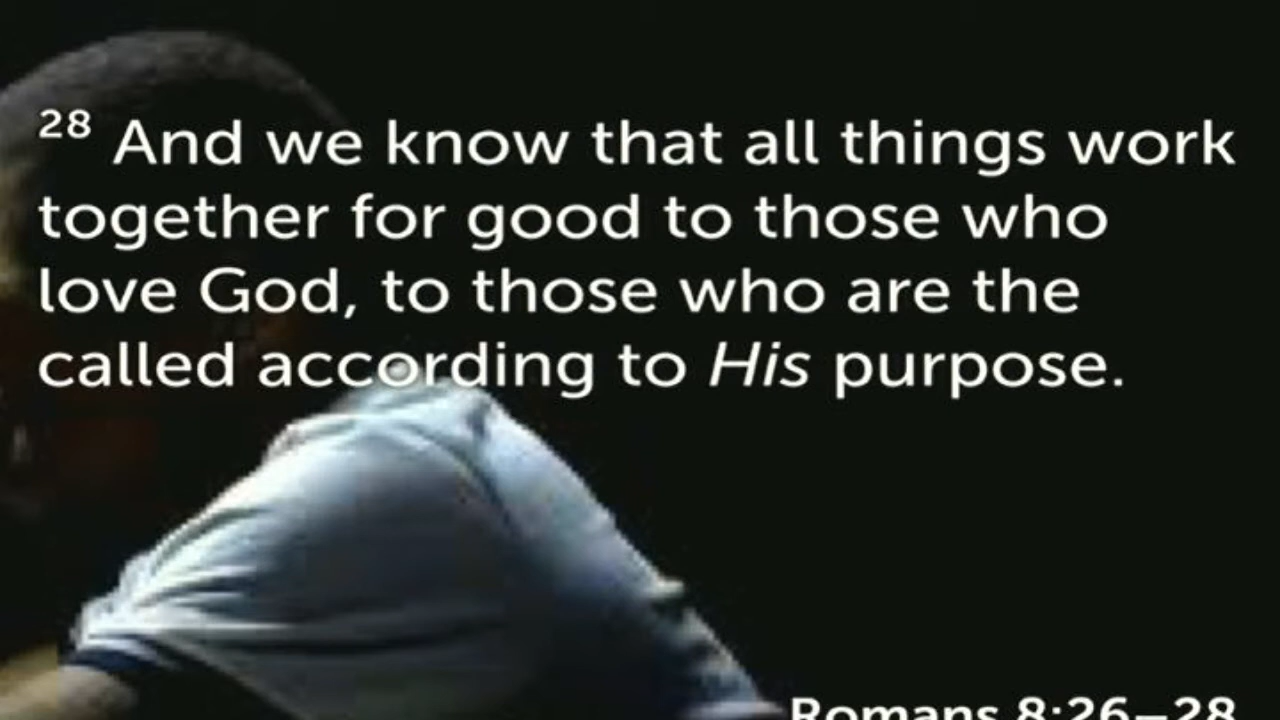 28 And we know that all things work
together for good to those who
love God, to those who are the
called according to His purpose.
Romans 8:26–28